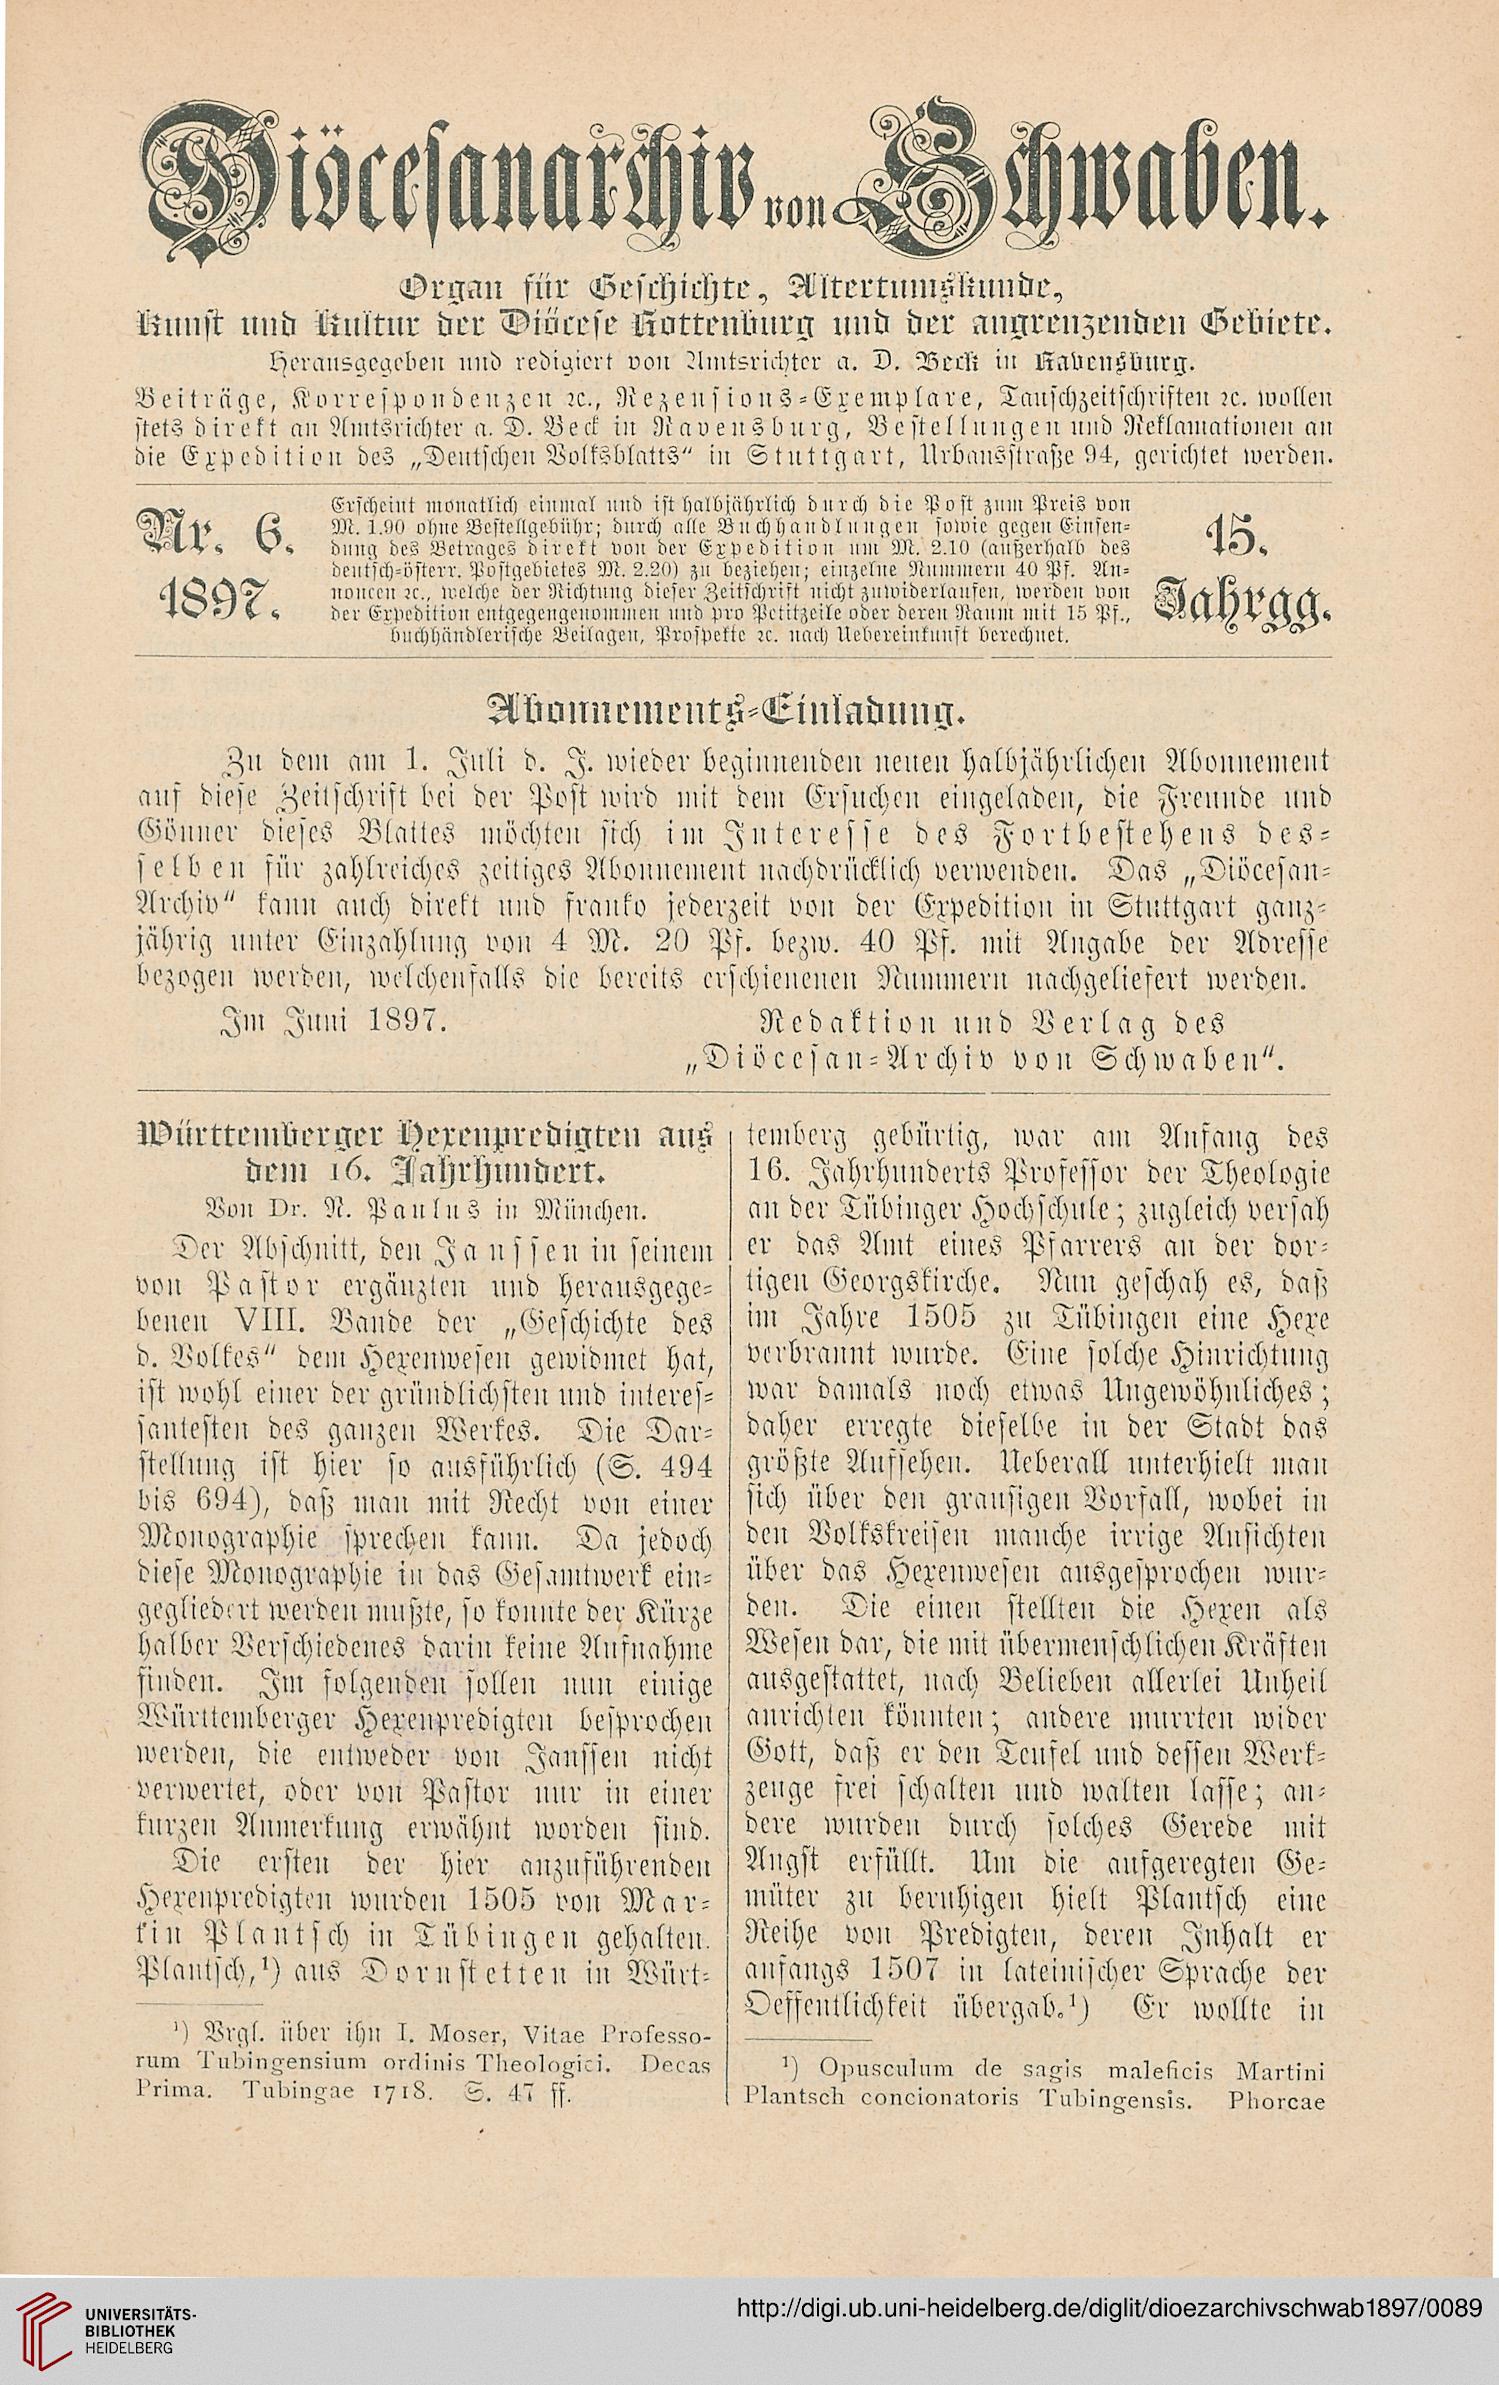 Diöcesanarchiv von Schwaben.
Organ für Geschichte, Altertumskunde,
Kunst und Kultur der Diöcese Rottenburg und der angrenzenden Gebiete.
Herausgegeben und redigiert von Amtsrichter a. D. Beck in Ravensburg.
Beiträge, Korrespondenzen ꝛc., Rezensions-Exemplare, Tauschzeitschriften ꝛc. wollen
stets direkt an Amtsrichter a. D. Beck in Ravensburg, Bestellungen und Reklamationen an
die Expedition des „Deutschen Volksblatts“ in Stuttgart, Urbansstraße 94, gerichtet werden.
Nr. 6.
1897.
Erscheint monatlich einmal und ist halbjährlich durch die Post zum Preis von
M. 1.90 ohne Bestellgebühr; durch alle Buchhandlungen sowie gegen Einsen-
dung des Betrages direkt von der Expedition um M. 2.10 (außerhalb des
deutsch-österr. Postgebietes M. 2.20) zu beziehen; einzelne Nummern 40 Pf. An-
noncen ꝛc., welche der Richtung dieser Zeitschrift nicht zuwiderlaufen, werden von
der Expedition entgegengenommen und pro Petitzeile oder deren Raum mit 15 Pf.,
buchhändlerische Beilagen, Prospekte ꝛc. nach Uebereinkunft berechnet.
15.
Jahrgg.
Abonnements-Einladung.
Zu dem am 1. Juli d. J. wieder beginnenden neuen halbjährlichen Abonnement
auf diese Zeitschrift bei der Post wird mit dem Ersuchen eingeladen, die Freunde und
Gönner dieses Blattes möchten sich im Interesse des Fortbestehens des-
selben für zahlreiches zeitiges Abonnement nachdrücklich verwenden. Das „Diöcesan-
Archiv“ kann auch direkt und franko jederzeit von der Expedition in Stuttgart ganz-
jährig unter Einzahlung von 4 M. 20 Pf. bezw. 40 Pf. mit Angabe der Adresse
bezogen werden, welchenfalls die bereits erschienenen Nummern nachgeliefert werden.
Im Juni 1897.
Redaktion und Verlag des
„Diöcesan-Archiv von Schwaben“.
Württemberger Hexenpredigten aus
dem 16. Jahrhundert.
Von Dr. N. Paulus in München.
Der Abschnitt, den Janssen in seinem
von Pastor ergänzten und herausgege-
benen VIII. Bande der „Geschichte des
d. Volkes“ dem Hexenwesen gewidmet hat,
ist wohl einer der gründlichsten und interes-
santesten des ganzen Werkes. Die Dar-
stellung ist hier so ausführlich (S. 494
bis 694), daß man mit Recht von einer
Monographie sprechen kann. Da jedoch
diese Monographie in das Gesamtwerk ein-
gegliedert werden mußte, so konnte der Kürze
halber Verschiedenes darin keine Aufnahme
finden. Im folgenden sollen nun einige
Württemberger Hexenpredigten besprochen
werden, die entweder von Janssen nicht
verwertet, oder von Pastor nur in einer
kurzen Anmerkung erwähnt worden sind.
Die ersten der hier anzuführenden
Hexenpredigten wurden 1505 von Mar-
tin Plantsch in Tübingen gehalten.
Plantsch,¹) aus Dornstetten in Würt-
¹) Vrgl. über ihn I. Moser, Vitae Professo-
rum Tubingensium ordinis Theologici. Decas
Prima. Tubingae 1718. S. 47 ff.
temberg gebürtig, war am Anfang des
16. Jahrhunderts Professor der Theologie
an der Tübinger Hochschule; zugleich versah
er das Amt eines Pfarrers an der dor-
tigen Georgskirche. Nun geschah es, daß
im Jahre 1505 zu Tübingen eine Hexe
verbrannt wurde. Eine solche Hinrichtung
war damals noch etwas Ungewöhnliches;
daher erregte dieselbe in der Stadt das
größte Aufsehen. Ueberall unterhielt man
sich über den grausigen Vorfall, wobei in
den Volkskreisen manche irrige Ansichten
über das Hexenwesen ausgesprochen wur-
den. Die einen stellten die Hexen als
Wesen dar, die mit übermenschlichen Kräften
ausgestattet, nach Belieben allerlei Unheil
anrichten könnten; andere murrten wider
Gott, daß er den Teufel und dessen Werk-
zeuge frei schalten und walten lasse; an-
dere wurden durch solches Gerede mit
Angst erfüllt. Um die aufgeregten Ge-
müter zu beruhigen hielt Plantsch eine
Reihe von Predigten, deren Inhalt er
anfangs 1507 in lateinischer Sprache der
Oeffentlichkeit übergab.¹) Er wollte in
¹) Opusculum de sagis maleficis Martini
Plantsch concionatoris Tubingensis. Phorcae
UNIVERSITÄTS-
BIBLIOTHEK
HEIDELBERG
http://digi.ub.uni-heidelberg.de/diglit/dioezarchivschwab1897/0089